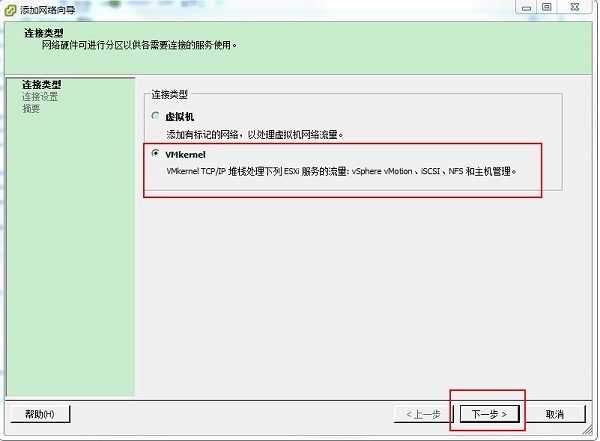 添加网络向导
连接类型
网络硬件可进行分区以供各需要连接的服务使用。
连接类型
连接设置
摘要
连接类型
虚拟机
添加有标记的网络，以处理虚拟机网络流量。
VMkernel
VMkernel TCP/IP 堆栈处理下列 ESXi 服务的流量: vSphere vMotion、iSCSI、NFS 和主机管理。
帮助(H)
< 上一步
下一步 >
取消